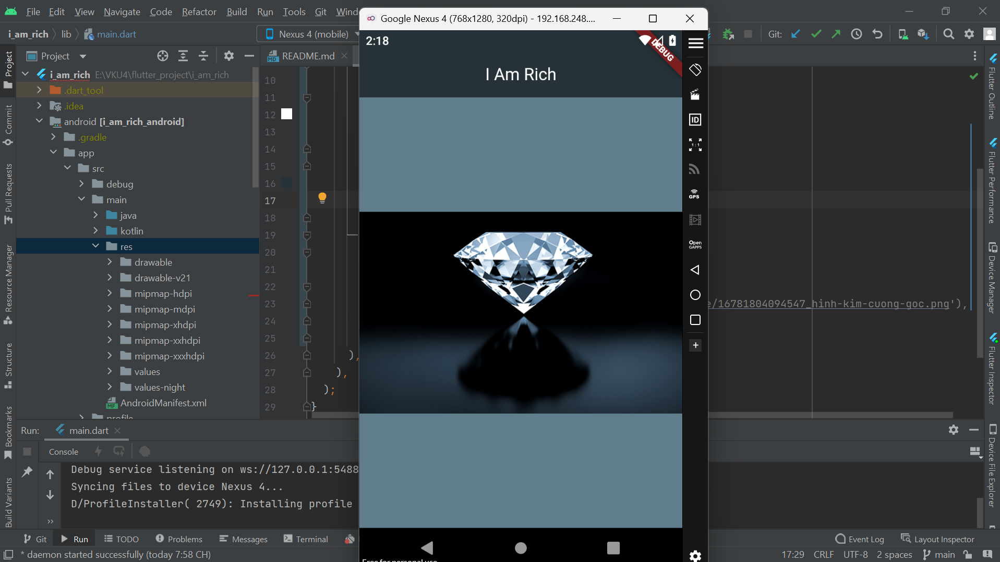 File Edit View Navigate Code Refactor Build Run Tools Git Wind
Google Nexus 4 (768x1280, 320dpi) - 192.168.248....
i_am_rich lib main.dart
Nexus 4 (mobile)
Git:
Project
README.md
i_am_rich E:\VKU4\flutter_project\i_am_rich
.dart_tool
.idea
android [i_am_rich_android]
.gradle
app
src
debug
main
java
kotlin
res
drawable
drawable-v21
mipmap-hdpi
mipmap-mdpi
mipmap-xhdpi
mipmap-xxhdpi
mipmap-xxxhdpi
values
values-night
AndroidManifest.xml
profile
Project
Commit
Pull Requests
Resource Manager
Structure
Bookmarks
Build Variants
10
11
12
13
14
15
16
17
18
19
20
21
22
23
24
25
26 ),
27 ),
28 );
29 }
e/16781804094547_hinh-kim-cuong-goc.png'),
2:18
DEBUG
I Am Rich
ID
1:1
GPS
Open
GAPPS
Free for personal use
Flutter Outline
Flutter Performance
Device Manager
Flutter Inspector
Device File Explorer
Run: main.dart
Console
Debug service listening on ws://127.0.0.1:5488
Syncing files to device Nexus 4...
D/ProfileInstaller( 2749): Installing profile
Git Run TODO Problems Messages Terminal
Event Log Layout Inspector
* daemon started successfully (today 7:58 CH)
17:29 CRLF UTF-8 2 spaces main